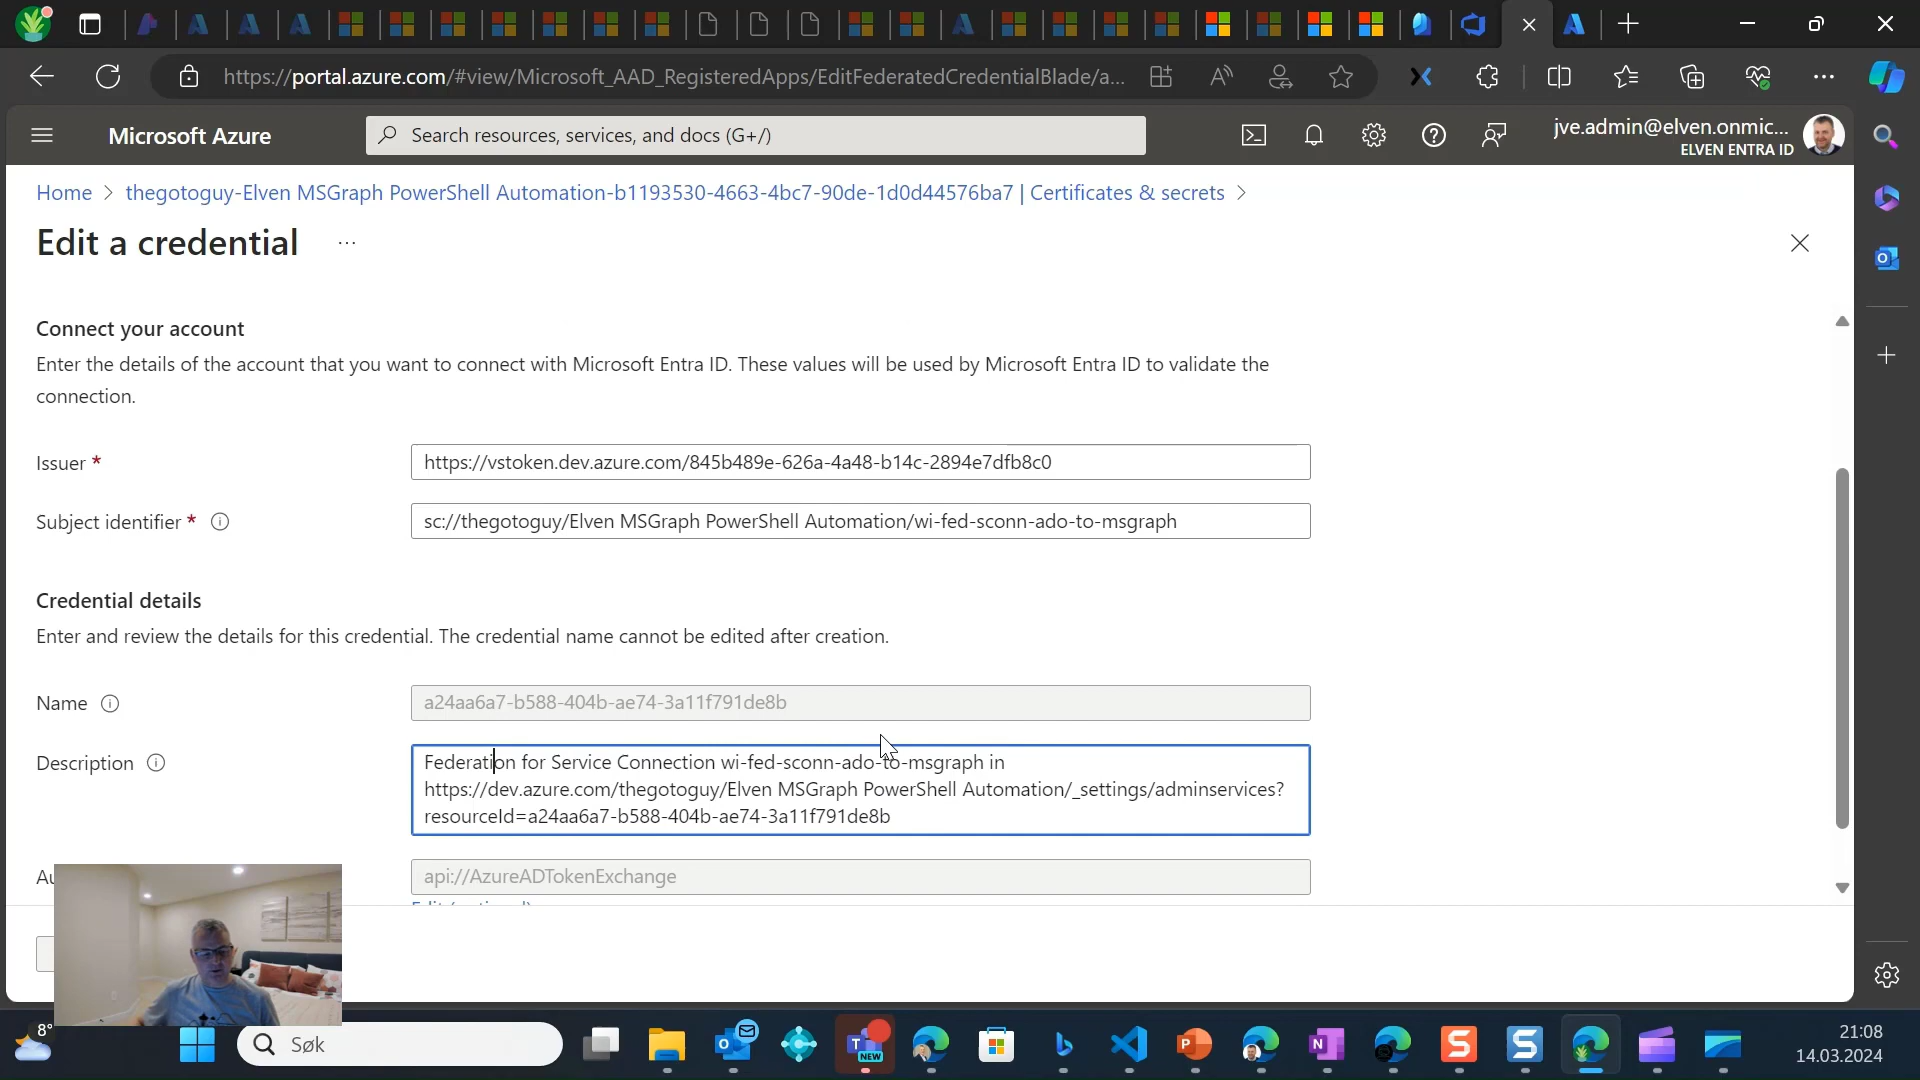 https://portal.azure.com/#view/Microsoft_AAD_RegisteredApps/EditFederatedCredentialBlade/a...
Microsoft Azure
Search resources, services, and docs (G+/)
jve.admin@elven.onmic...
ELVEN ENTRA ID
Home > thegotoguy-Elven MSGraph PowerShell Automation-b1193530-4663-4bc7-90de-1d0d44576ba7 | Certificates & secrets >
Edit a credential ...
Connect your account
Enter the details of the account that you want to connect with Microsoft Entra ID. These values will be used by Microsoft Entra ID to validate the
connection.
Issuer *
https://vstoken.dev.azure.com/845b489e-626a-4a48-b14c-2894e7dfb8c0
Subject identifier *
sc://thegotoguy/Elven MSGraph PowerShell Automation/wi-fed-sconn-ado-to-msgraph
Credential details
Enter and review the details for this credential. The credential name cannot be edited after creation.
Name
a24aa6a7-b588-404b-ae74-3a11f791de8b
Description
Federation for Service Connection wi-fed-sconn-ado-to-msgraph in
https://dev.azure.com/thegotoguy/Elven MSGraph PowerShell Automation/_settings/adminservices?
resourceId=a24aa6a7-b588-404b-ae74-3a11f791de8b
api://AzureADTokenExchange
8°
Søk
NEW
21:08
14.03.2024